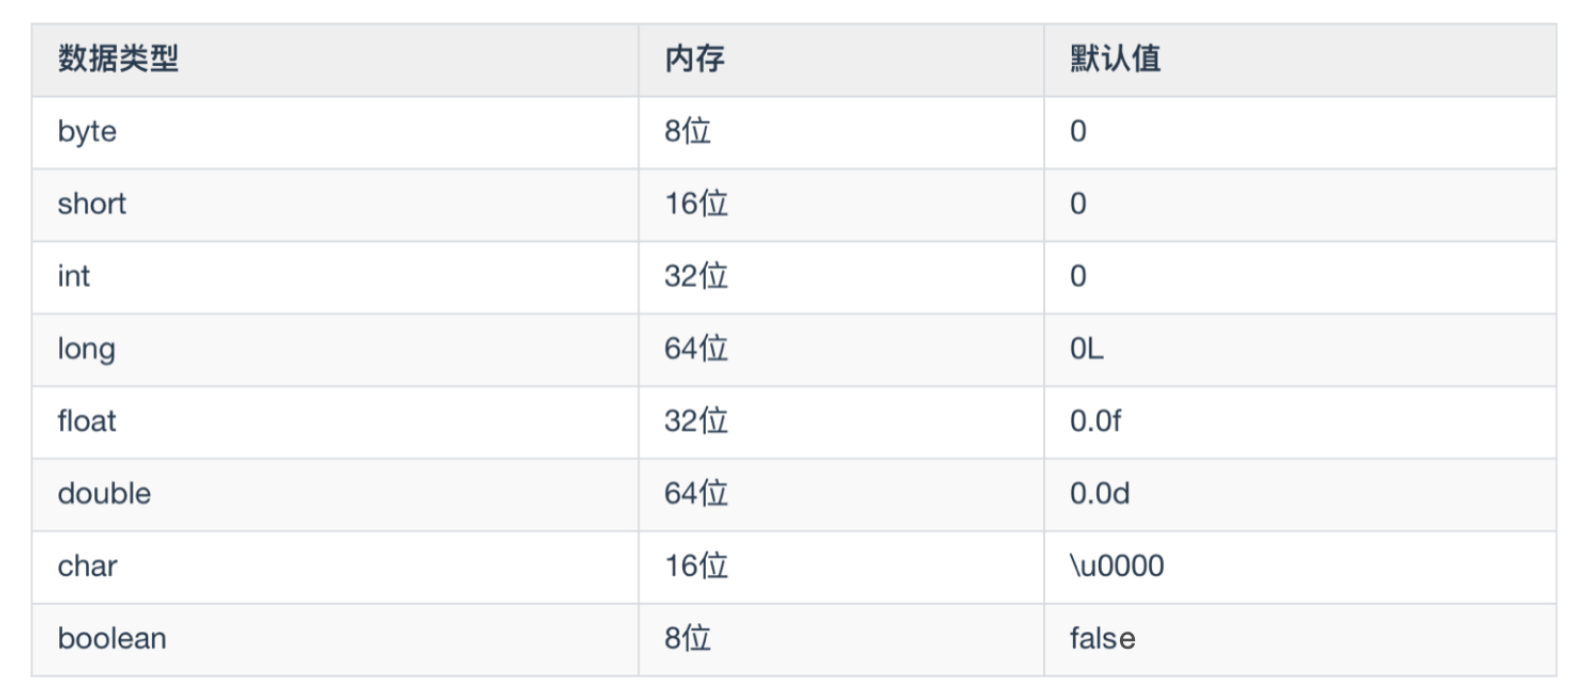 数据类型 内存 默认值
byte 8位 0
short 16位 0
int 32位 0
long 64位 0L
float 32位 0.0f
double 64位 0.0d
char 16位 \u0000
boolean 8位 false